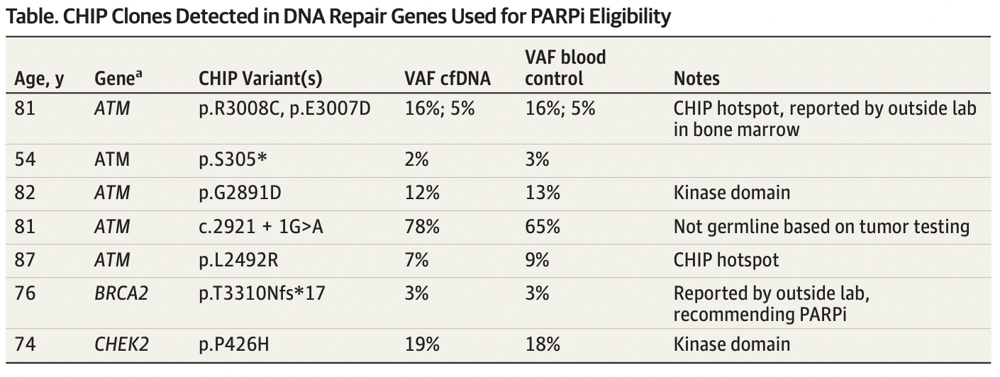 Table. CHIP Clones Detected in DNA Repair Genes Used for PARPi Eligibility
Age, y Geneᵃ CHIP Variant(s) VAF cfDNA VAF blood control Notes
81 ATM p.R3008C, p.E3007D 16%; 5% 16%; 5% CHIP hotspot, reported by outside lab
in bone marrow
54 ATM p.S305* 2% 3%
82 ATM p.G2891D 12% 13% Kinase domain
81 ATM c.2921 + 1G>A 78% 65% Not germline based on tumor testing
87 ATM p.L2492R 7% 9% CHIP hotspot
76 BRCA2 p.T3310Nfs*17 3% 3% Reported by outside lab,
recommending PARPi
74 CHEK2 p.P426H 19% 18% Kinase domain